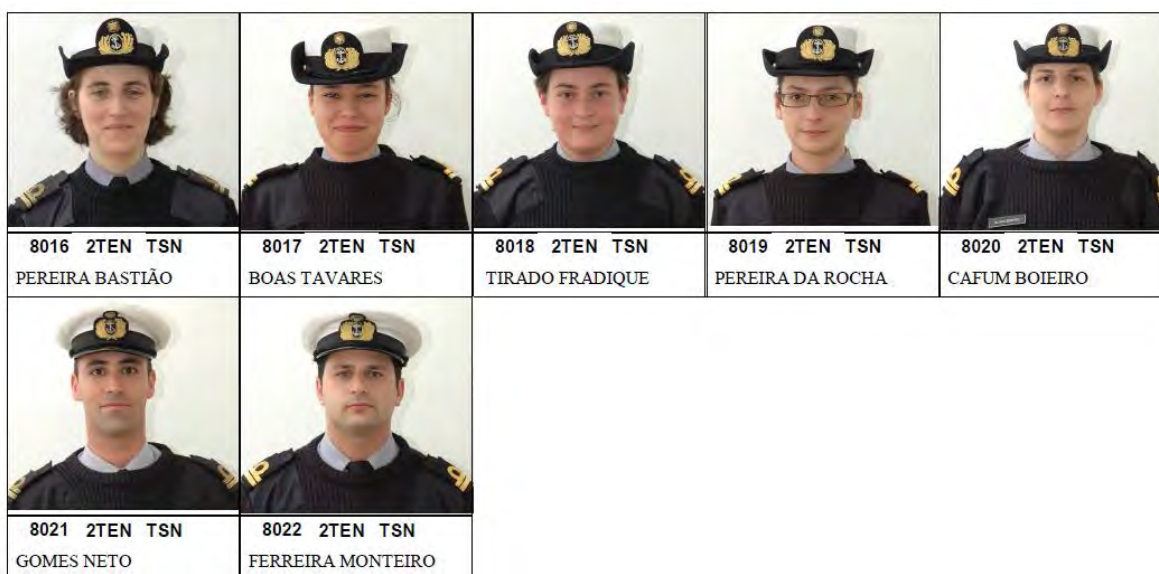 8016 2TEN TSN
PEREIRA BASTIÃO
8017 2TEN TSN
BOAS TAVARES
8018 2TEN TSN
TIRADO FRADIQUE
8019 2TEN TSN
PEREIRA DA ROCHA
8020 2TEN TSN
CAFUM BOIEIRO
8021 2TEN TSN
GOMES NETO
8022 2TEN TSN
FERREIRA MONTEIRO